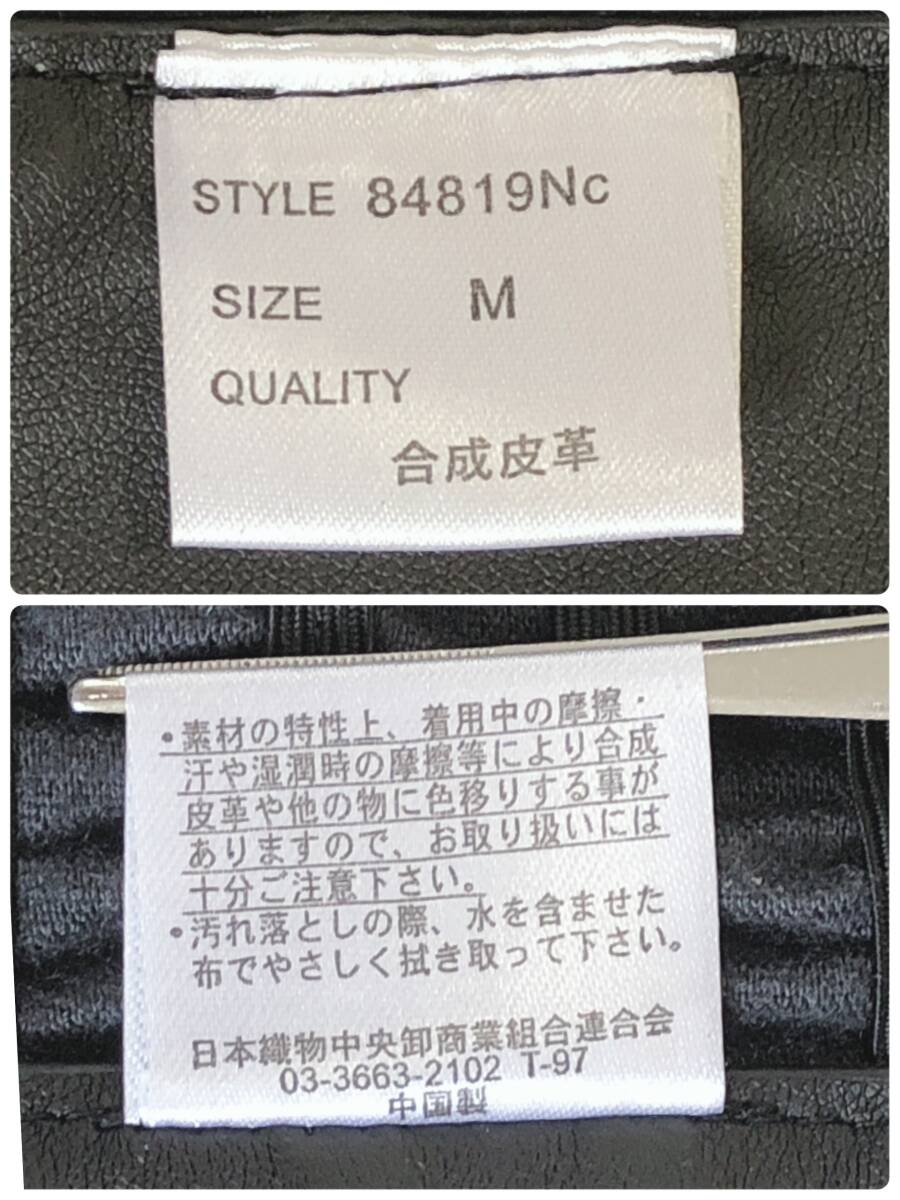 STYLE 84819Nc
SIZE M
QUALITY
合成皮革
・素材の特性上、着用中の摩擦・
汗や湿潤時の摩擦等により合成
皮革や他の物に色移りする事が
ありますので、お取り扱いには
十分ご注意下さい。
・汚れ落としの際、水を含ませた
布でやさしく拭き取って下さい。
日本織物中央卸商業組合連合会
03-3663-2102 T-97
中国製